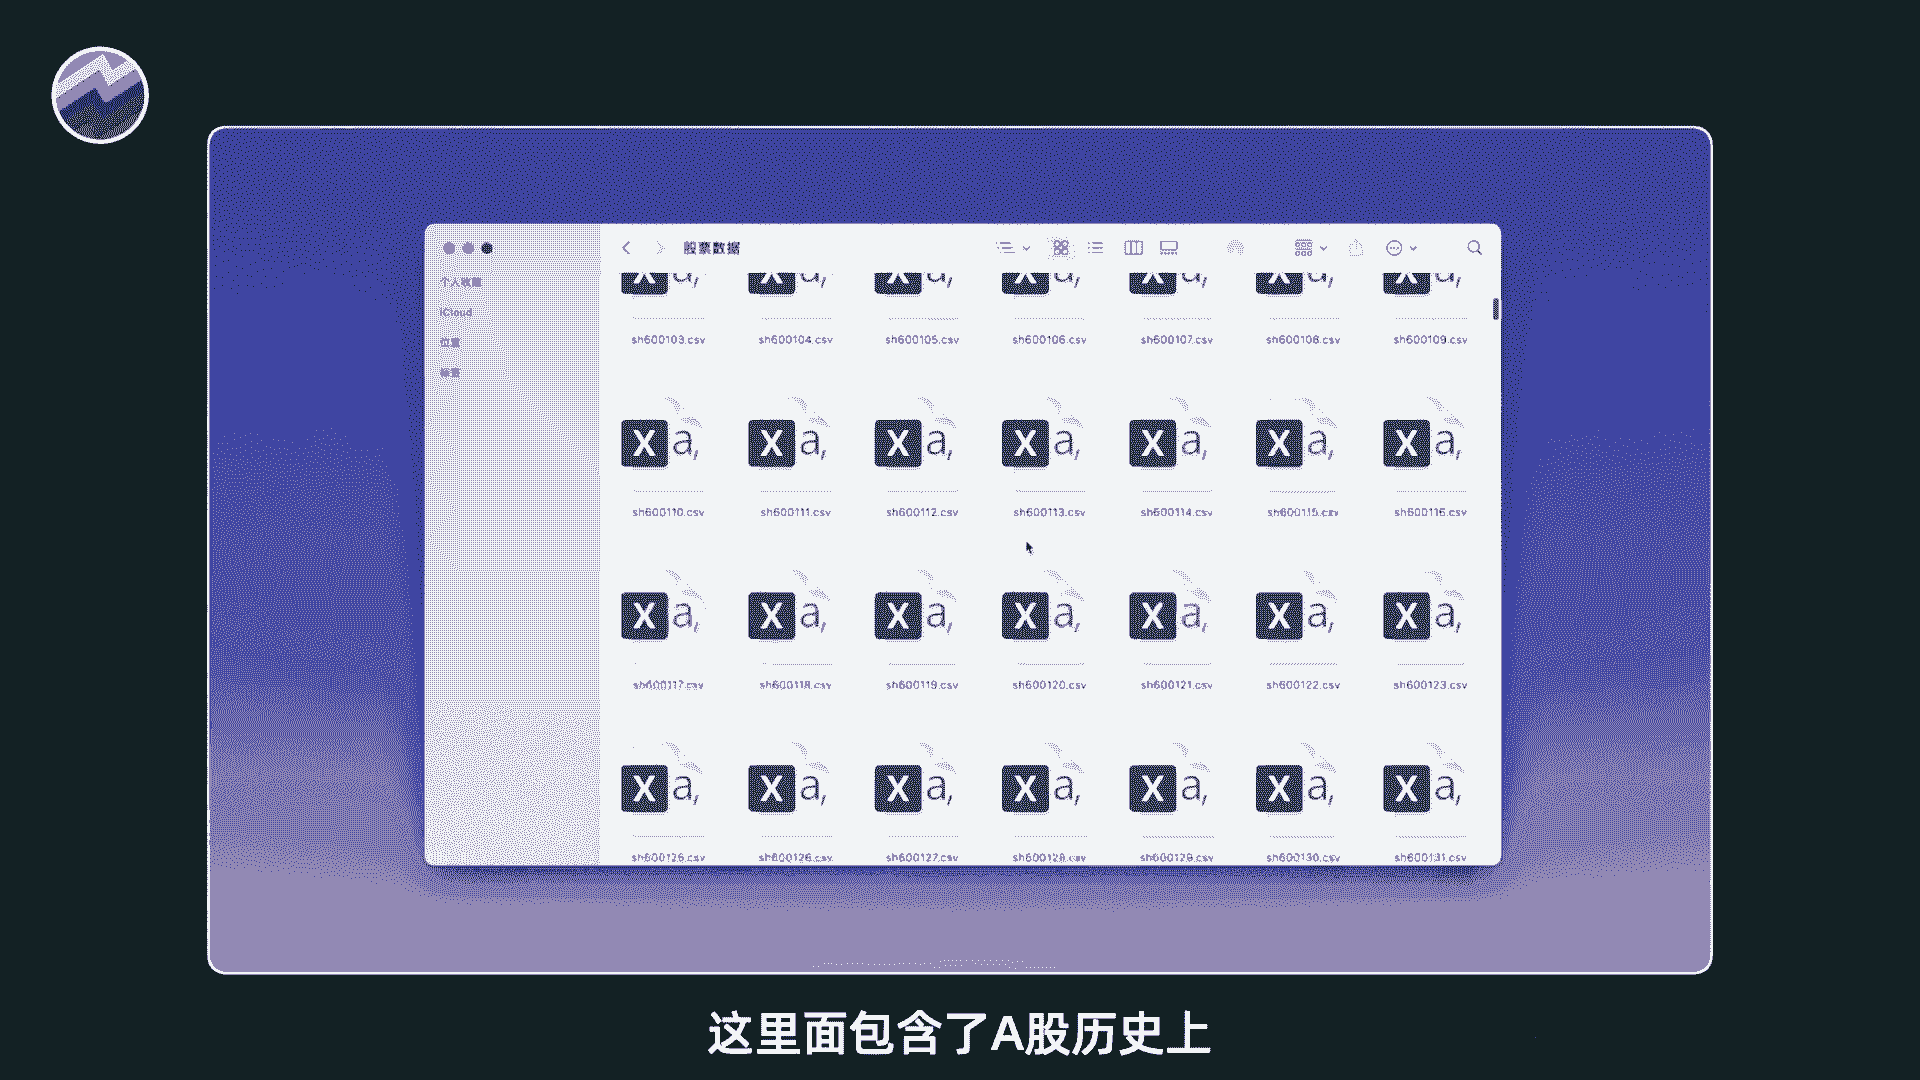 股票数据
个人收藏
iCloud
位置
标签
sh600103.csv sh600104.csv sh600105.csv sh600106.csv sh600107.csv sh600108.csv sh600109.csv
sh600110.csv sh600111.csv sh600112.csv sh600113.csv sh600114.csv sh600115.csv sh600116.csv
sh600117.csv sh600118.csv sh600119.csv sh600120.csv sh600121.csv sh600122.csv sh600123.csv
sh600125.csv sh600126.csv sh600127.csv sh600128.csv sh600129.csv sh600130.csv sh600131.csv
这里面包含了A股历史上